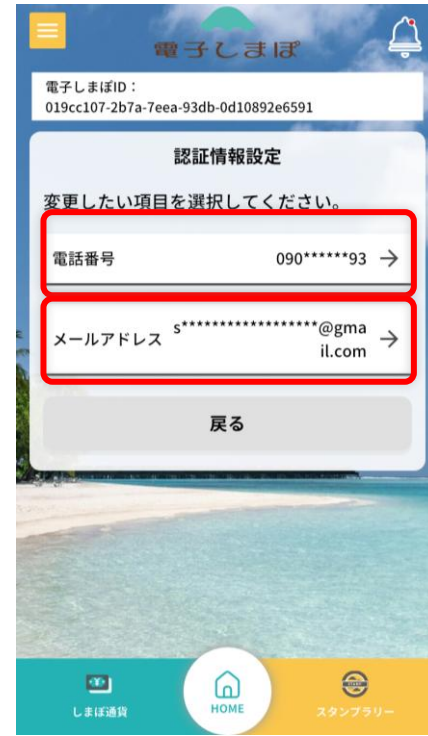 電子しまぽ
電子しまぽID：
019cc107-2b7a-7eea-93db-0d10892e6591
認証情報設定
変更したい項目を選択してください。
電話番号 090******93 →
メールアドレス s******************@gma
il.com →
戻る
しまぽ通貨 HOME スタンプラリー